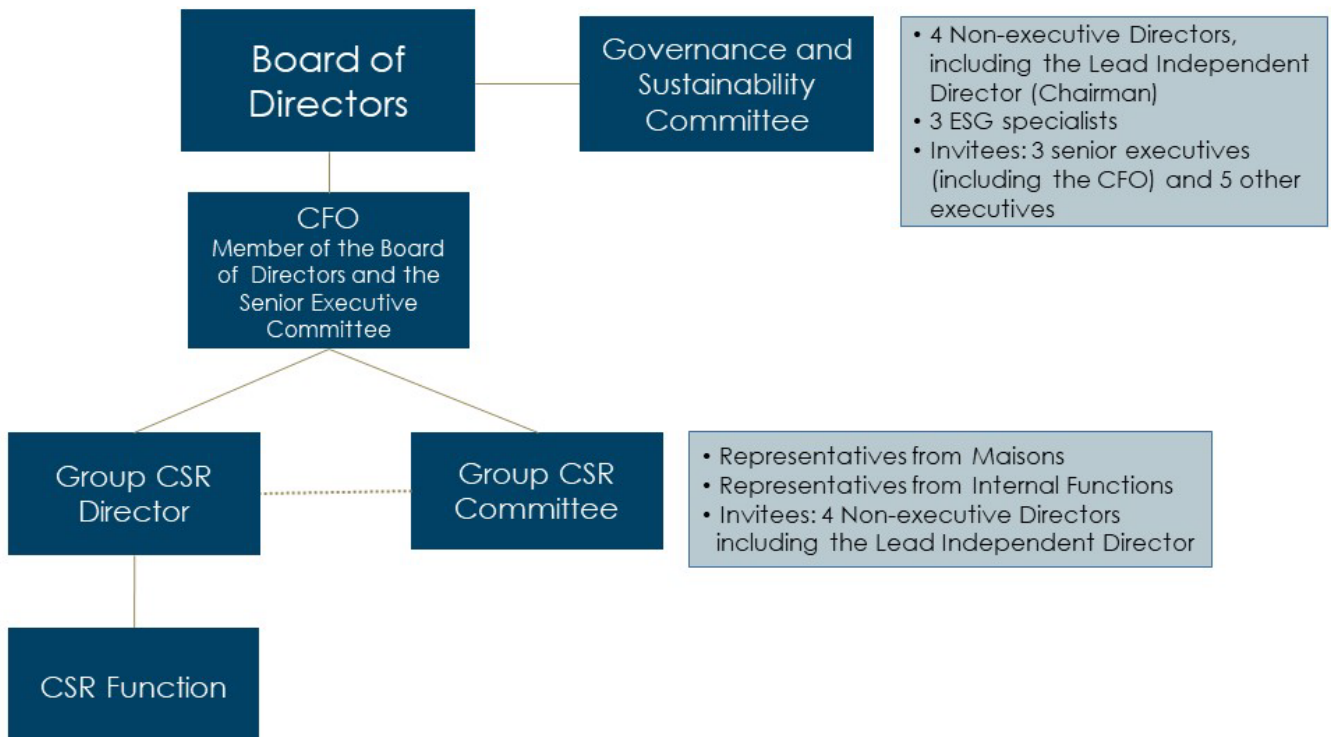 Board of
Directors
Governance and
Sustainability
Committee
• 4 Non-executive Directors,
including the Lead Independent
Director (Chairman)
• 3 ESG specialists
• Invitees: 3 senior executives
(including the CFO) and 5 other
executives
CFO
Member of the Board
of Directors and the
Senior Executive
Committee
Group CSR
Director
Group CSR
Committee
• Representatives from Maisons
• Representatives from Internal Functions
• Invitees: 4 Non-executive Directors
including the Lead Independent Director
CSR Function